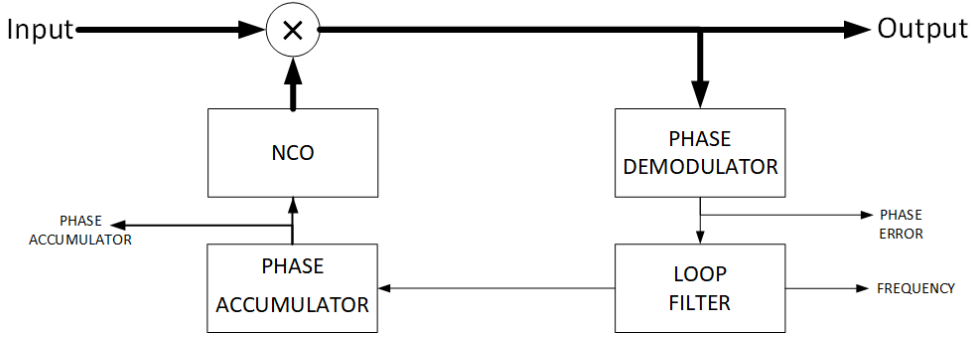 Input
Output
NCO
PHASE
DEMODULATOR
PHASE
ACCUMULATOR
PHASE
ERROR
PHASE
ACCUMULATOR
LOOP
FILTER
FREQUENCY